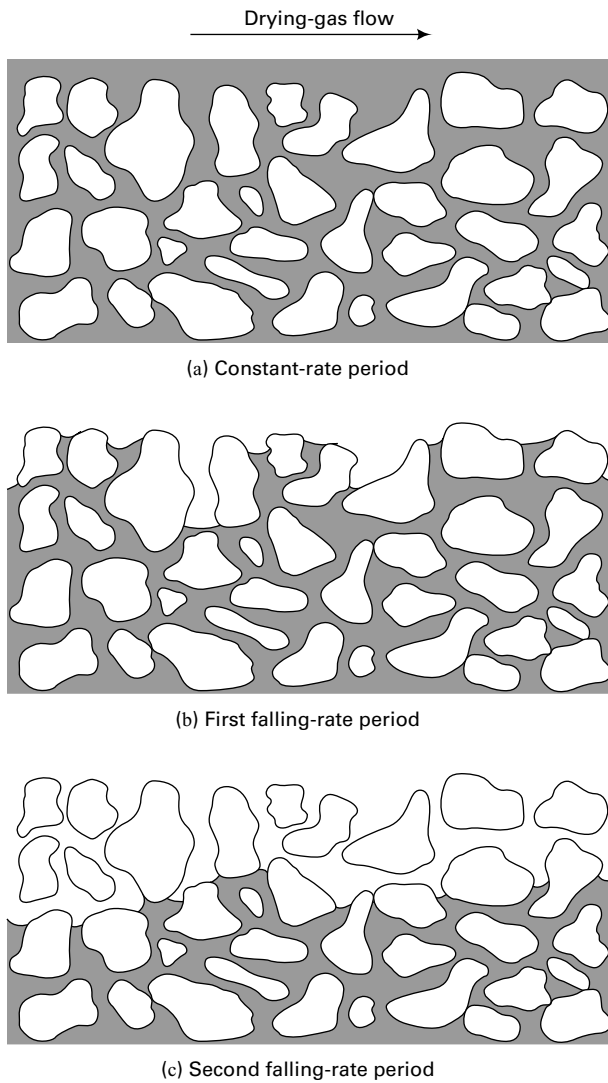 Drying-gas flow
(a) Constant-rate period
(b) First falling-rate period
(c) Second falling-rate period